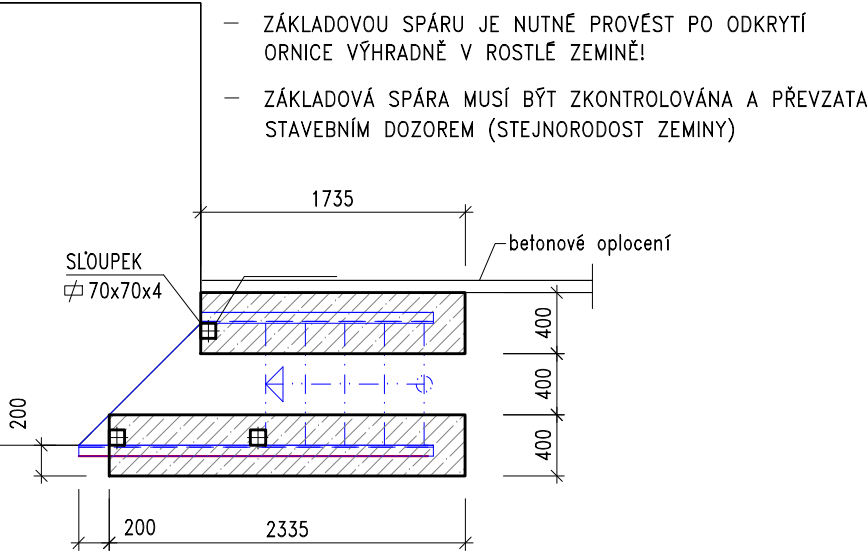 – ZÁKLADOVOU SPÁRU JE NUTNÉ PROVÉST PO ODKRYTÍ
ORNICE VÝHRADNĚ V ROSTLÉ ZEMINĚ!
– ZÁKLADOVÁ SPÁRA MUSÍ BÝT ZKONTROLOVÁNA A PŘEVZATA
STAVEBNÍM DOZOREM (STEJNORODOST ZEMINY)
1735
betonové oplocení
SLOUPEK
70x70x4
400
400
400
200
200
2335